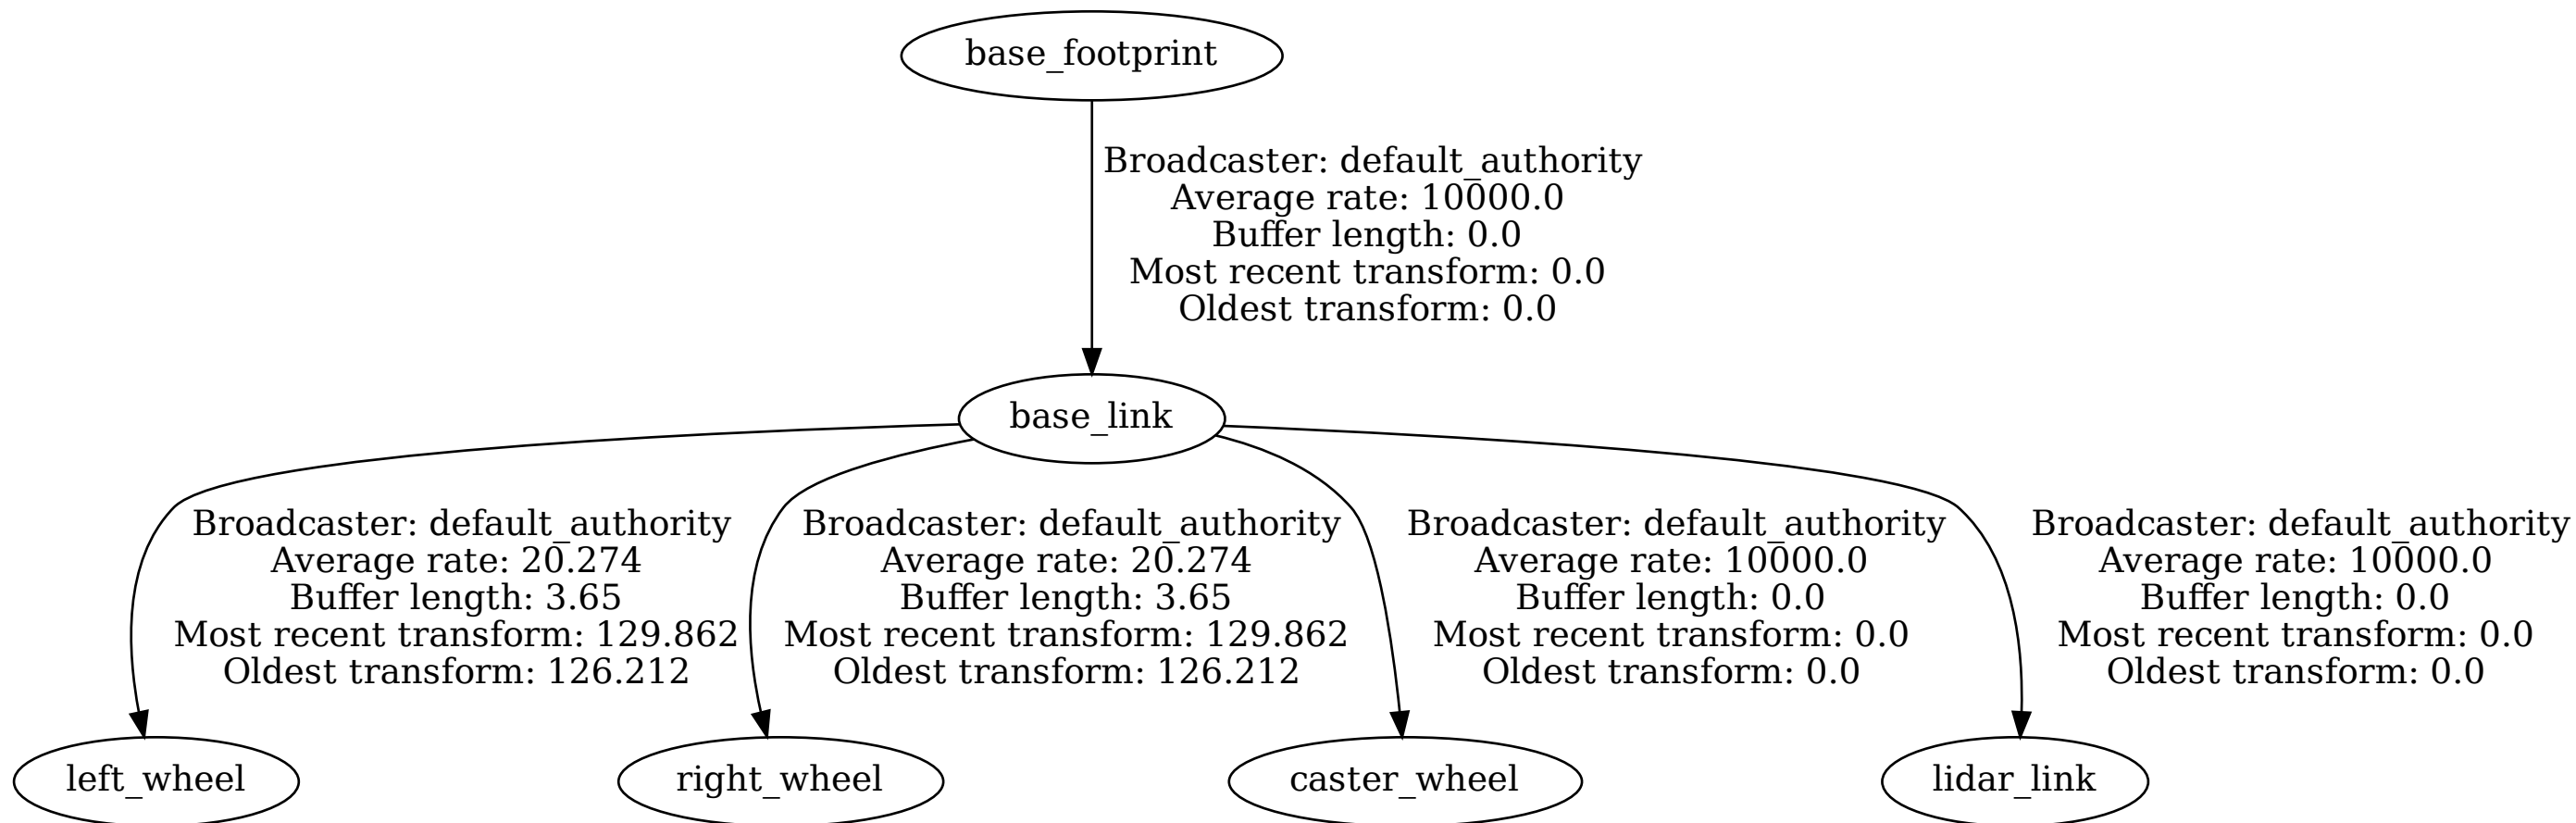 base_footprint
Broadcaster: default_authority
Average rate: 10000.0
Buffer length: 0.0
Most recent transform: 0.0
Oldest transform: 0.0
base_link
Broadcaster: default_authority
Average rate: 20.274
Buffer length: 3.65
Most recent transform: 129.862
Oldest transform: 126.212
Broadcaster: default_authority
Average rate: 20.274
Buffer length: 3.65
Most recent transform: 129.862
Oldest transform: 126.212
Broadcaster: default_authority
Average rate: 10000.0
Buffer length: 0.0
Most recent transform: 0.0
Oldest transform: 0.0
Broadcaster: default_authority
Average rate: 10000.0
Buffer length: 0.0
Most recent transform: 0.0
Oldest transform: 0.0
left_wheel
right_wheel
caster_wheel
lidar_link